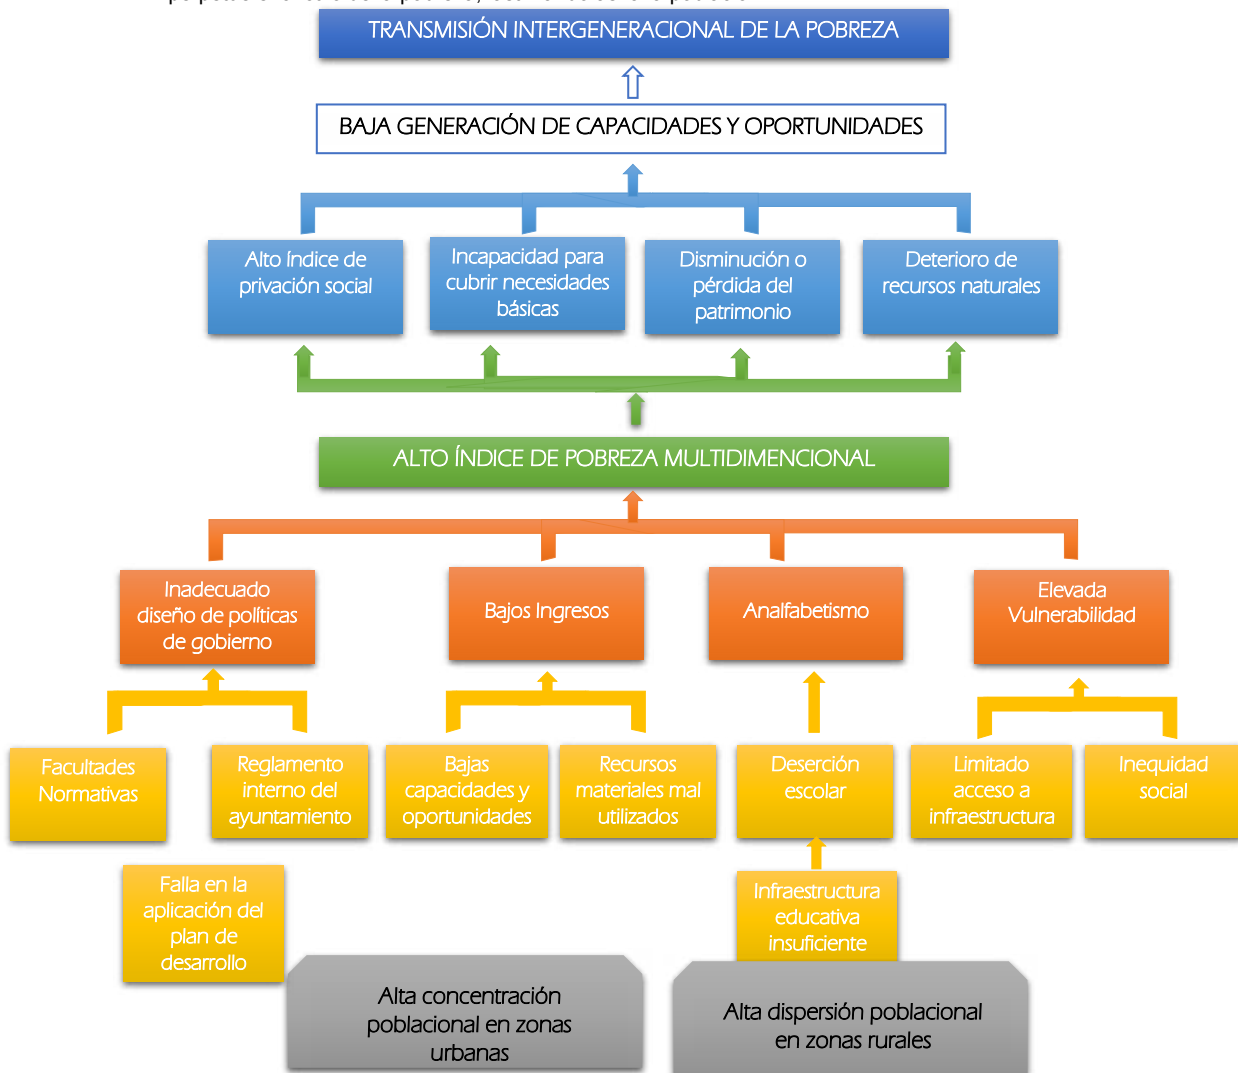 TRANSMISIÓN INTERGENERACIONAL DE LA POBREZA
BAJA GENERACIÓN DE CAPACIDADES Y OPORTUNIDADES
Alto índice de
privación social
Incapacidad para
cubrir necesidades
básicas
Disminución o
pérdida del
patrimonio
Deterioro de
recursos naturales
ALTO ÍNDICE DE POBREZA MULTIDIMENCIONAL
Inadecuado
diseño de políticas
de gobierno
Bajos Ingresos
Analfabetismo
Elevada
Vulnerabilidad
Facultades
Normativas
Reglamento
interno del
ayuntamiento
Bajas
capacidades y
oportunidades
Recursos
materiales mal
utilizados
Deserción
escolar
Limitado
acceso a
infraestructura
Inequidad
social
Falla en la
aplicación del
plan de
desarrollo
Infraestructura
educativa
insuficiente
Alta concentración
poblacional en zonas
urbanas
Alta dispersión poblacional
en zonas rurales